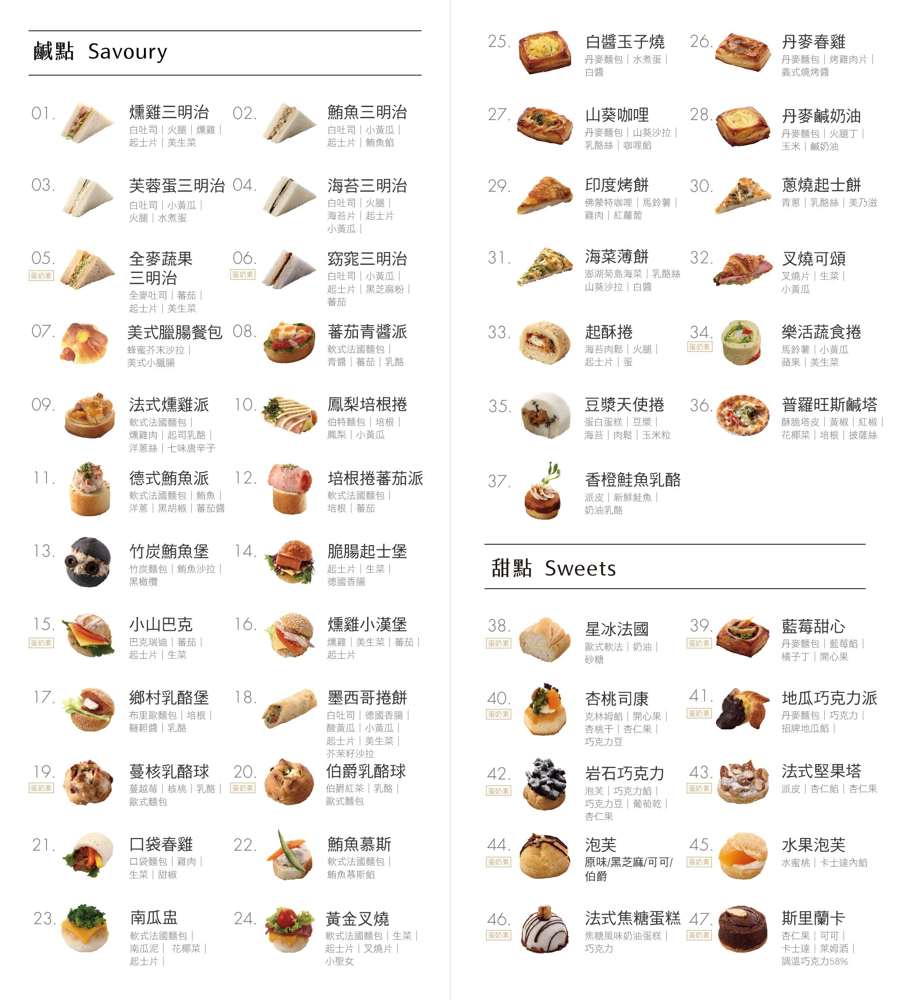 鹹點 Savoury
01.
燻雞三明治
白吐司｜火腿｜燻雞｜
起士片｜美生菜
02.
鮪魚三明治
白吐司｜小黃瓜｜
起士片｜鮪魚餡
03.
芙蓉蛋三明治
白吐司｜小黃瓜｜
火腿｜水煮蛋
04.
海苔三明治
白吐司｜火腿｜
海苔片｜起士片
小黃瓜｜
05.
蛋奶素
全麥蔬果
三明治
全麥吐司｜蕃茄｜
起士片｜美生菜
06.
蛋奶素
窈窕三明治
白吐司｜小黃瓜｜
起士片｜黑芝麻粉｜
蕃茄
07.
美式臘腸餐包
蜂蜜芥末沙拉｜
美式小臘腸
08.
蕃茄青醬派
軟式法國麵包｜
青醬｜蕃茄｜乳酪
09.
法式燻雞派
軟式法國麵包｜
燻雞肉｜起司乳酪｜
洋蔥絲｜七味唐辛子
10.
鳳梨培根捲
伯特麵包｜培根｜
鳳梨｜小黃瓜
11.
德式鮪魚派
軟式法國麵包｜鮪魚｜
洋蔥｜黑胡椒｜蕃茄醬
12.
培根捲蕃茄派
軟式法國麵包｜
培根｜蕃茄
13.
竹炭鮪魚堡
竹炭麵包｜鮪魚沙拉｜
黑橄欖
14.
脆腸起士堡
起士片｜生菜｜
德國香腸
15.
蛋奶素
小山巴克
巴克瑞迪｜蕃茄｜
起士片｜生菜
16.
燻雞小漢堡
燻雞｜美生菜｜蕃茄｜
起士片
17.
鄉村乳酪堡
布里歐麵包｜培根｜
韃靼醬｜乳酪
18.
墨西哥捲餅
白吐司｜德國香腸｜
酸黃瓜｜小黃瓜｜
起士片｜美生菜｜
芥茉籽沙拉
19.
蛋奶素
蔓核乳酪球
蔓越莓｜核桃｜乳酪｜
歐式麵包
20.
蛋奶素
伯爵乳酪球
伯爵紅茶｜乳酪｜
歐式麵包
21.
口袋春雞
口袋麵包｜雞肉｜
生菜｜甜椒
22.
鮪魚慕斯
軟式法國麵包｜
鮪魚慕斯餡
23.
南瓜盅
軟式法國麵包｜
南瓜泥｜ 花椰菜｜
起士片｜
24.
黃金叉燒
軟式法國麵包｜生菜｜
起士片｜叉燒片｜
小聖女
25.
白醬玉子燒
丹麥麵包｜水煮蛋｜
白醬
26.
丹麥春雞
丹麥麵包｜烤雞肉片｜
義式燒烤醬
27.
山葵咖哩
丹麥麵包｜山葵沙拉｜
乳酪絲｜咖哩餡
28.
丹麥鹹奶油
丹麥麵包｜火腿丁｜
玉米｜鹹奶油
29.
印度烤餅
佛蒙特咖哩｜馬鈴薯｜
雞肉｜紅蘿蔔
30.
蔥燒起士餅
青蔥｜乳酪絲｜美乃滋
31.
海菜薄餅
澎湖菊島海菜｜乳酪絲
山葵沙拉｜白醬
32.
叉燒可頌
叉燒片｜生菜｜
小黃瓜
33.
起酥捲
海苔肉鬆｜火腿｜
起士片｜蛋
34.
蛋奶素
樂活蔬食捲
馬鈴薯｜小黃瓜
蘋果｜美生菜
35.
豆漿天使捲
蛋白蛋糕｜豆漿｜
海苔｜肉鬆｜玉米粒
36.
普羅旺斯鹹塔
酥脆塔皮｜黃椒｜紅椒｜
花椰菜｜培根｜披薩絲
37.
香橙鮭魚乳酪
派皮｜新鮮鮭魚｜
奶油乳酪
甜點 Sweets
38.
蛋奶素
星冰法國
歐式軟法｜奶油｜
砂糖
39.
蛋奶素
藍莓甜心
丹麥麵包｜藍莓餡｜
橘子丁｜開心果
40.
蛋奶素
杏桃司康
克林姆餡｜開心果｜
杏桃干｜杏仁果｜
巧克力豆
41.
蛋奶素
地瓜巧克力派
丹麥麵包｜巧克力｜
招牌地瓜餡｜
42.
蛋奶素
岩石巧克力
泡芙｜巧克力餡｜
巧克力豆｜葡萄乾｜
杏仁果
43.
蛋奶素
法式堅果塔
派皮｜杏仁餡｜杏仁果
44.
蛋奶素
泡芙
原味/黑芝麻/可可/
伯爵
45.
蛋奶素
水果泡芙
水蜜桃｜卡士達內餡
46.
蛋奶素
法式焦糖蛋糕
焦糖風味奶油蛋糕｜
巧克力
47.
蛋奶素
斯里蘭卡
杏仁果｜可可｜
卡士達｜萊姆酒｜
調溫巧克力58%